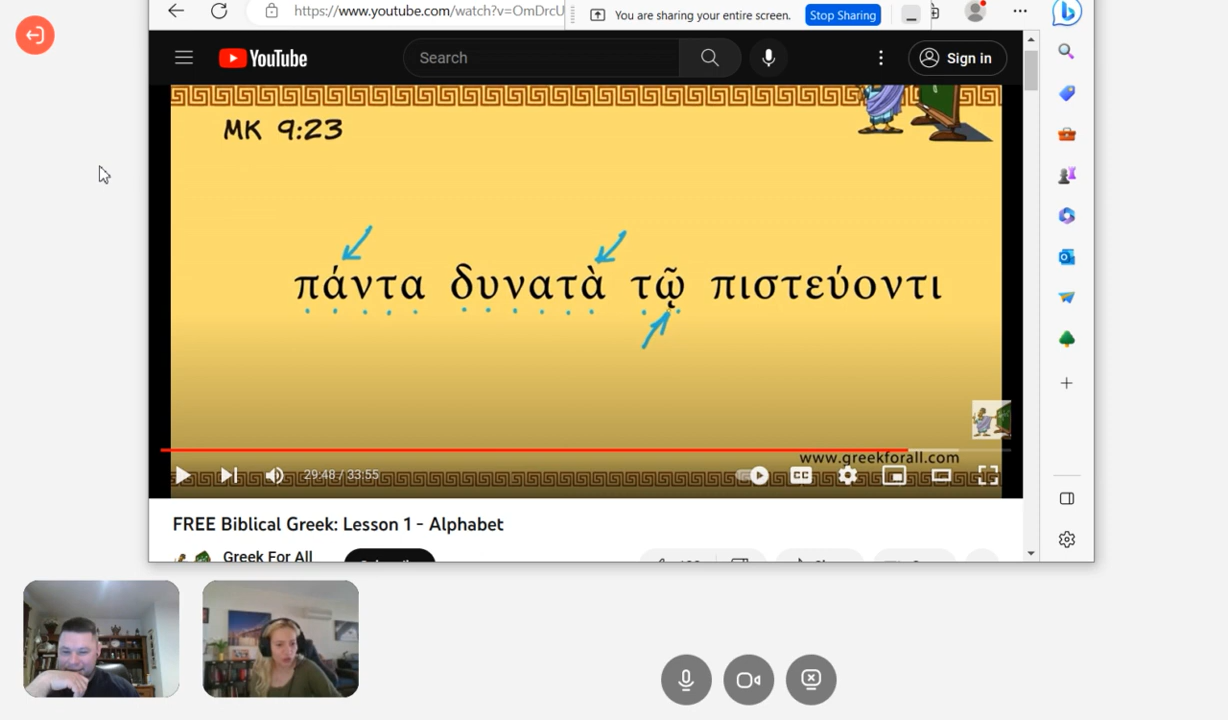 https://www.youtube.com/watch?v=OmDrcU
You are sharing your entire screen.
Stop Sharing
YouTube
Search
Sign in
MK 9:23
πάντα δυνατὰ τῷ πιστεύοντι
www.greekforall.com
29:48 / 33:55
CC
FREE Biblical Greek: Lesson 1 - Alphabet
Greek For All